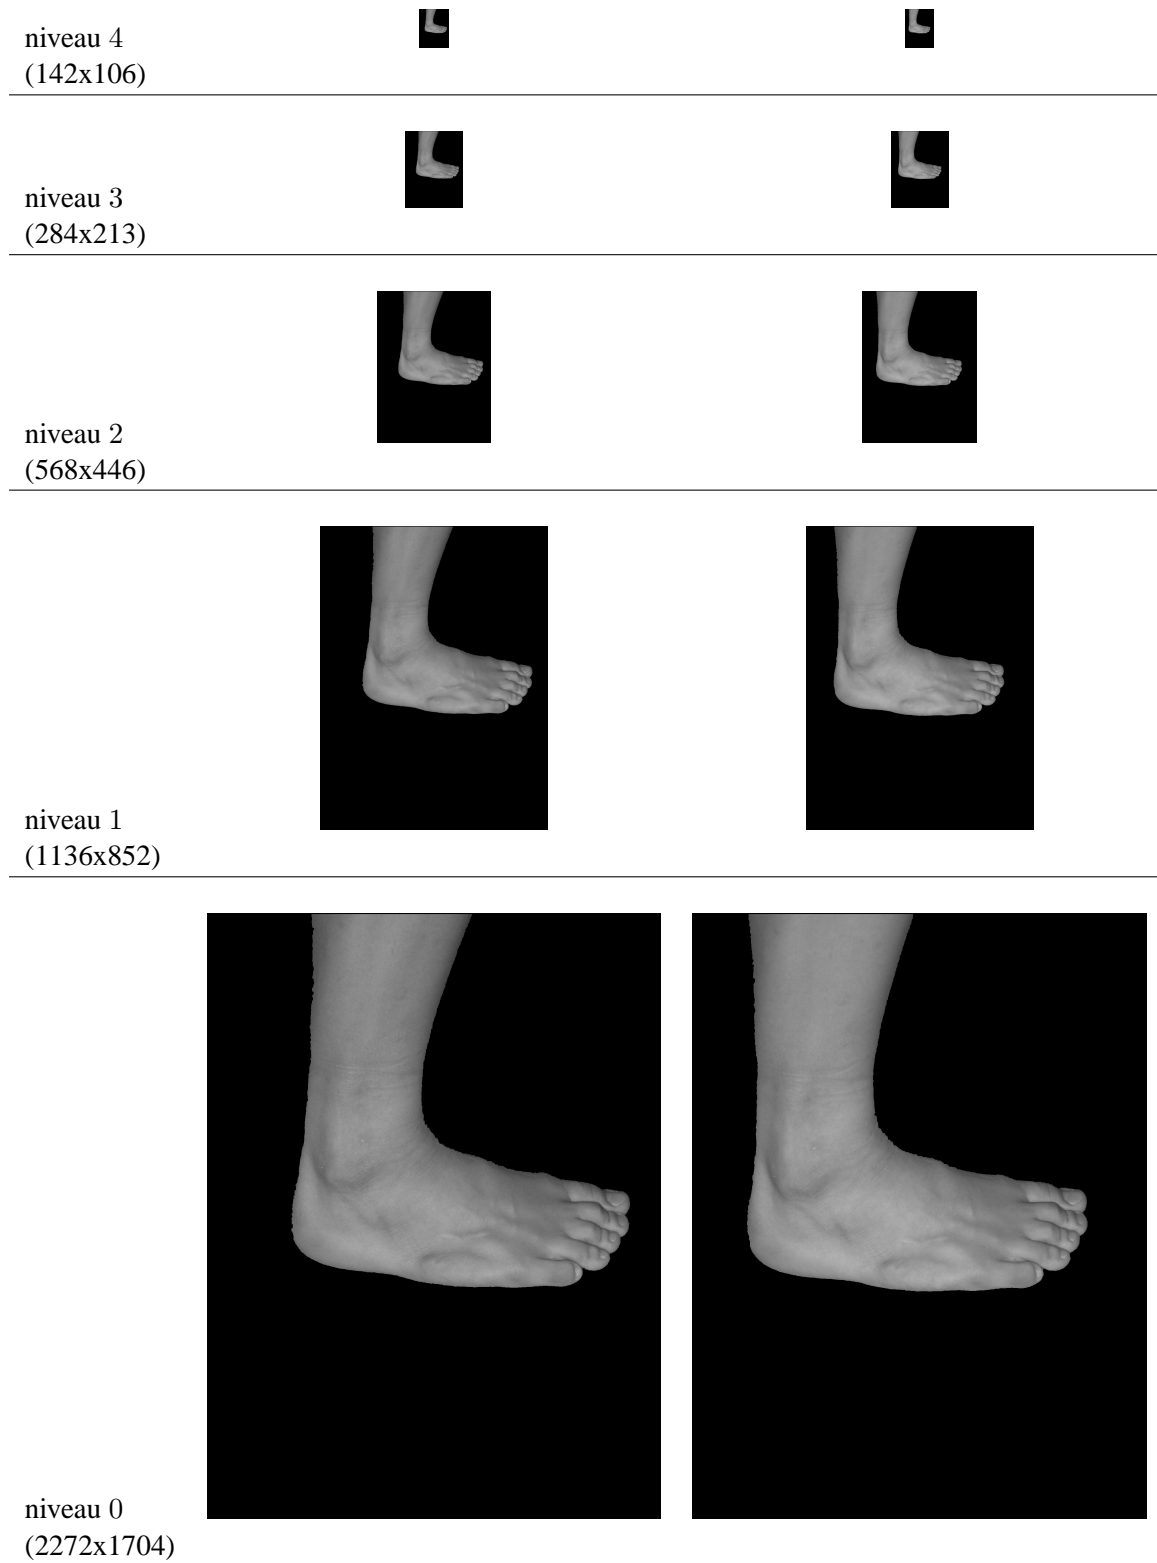 niveau 4
(142x106)
niveau 3
(284x213)
niveau 2
(568x446)
niveau 1
(1136x852)
niveau 0
(2272x1704)